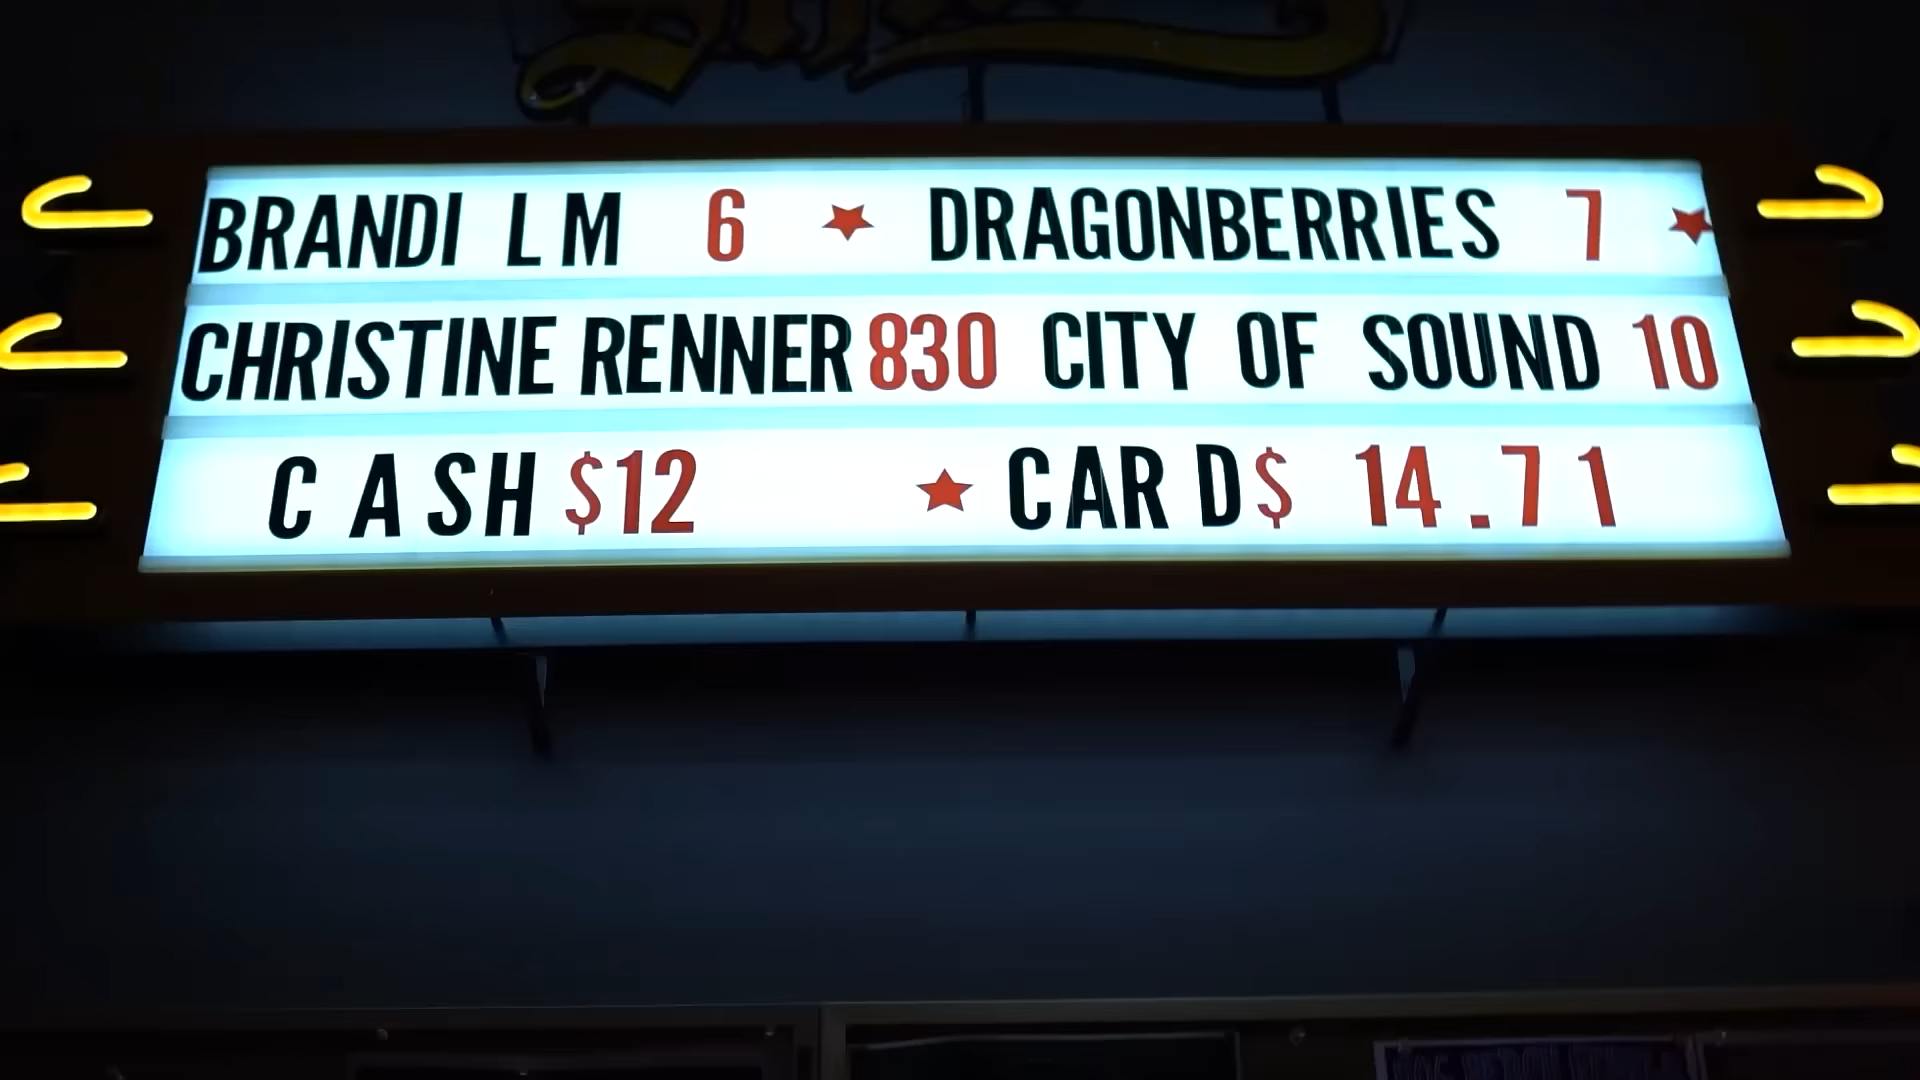 BRANDI LM 6 ★ DRAGONBERRIES 7 ★
CHRISTINE RENNER 830 CITY OF SOUND 10
CASH $12 ★ CARD $ 14.71